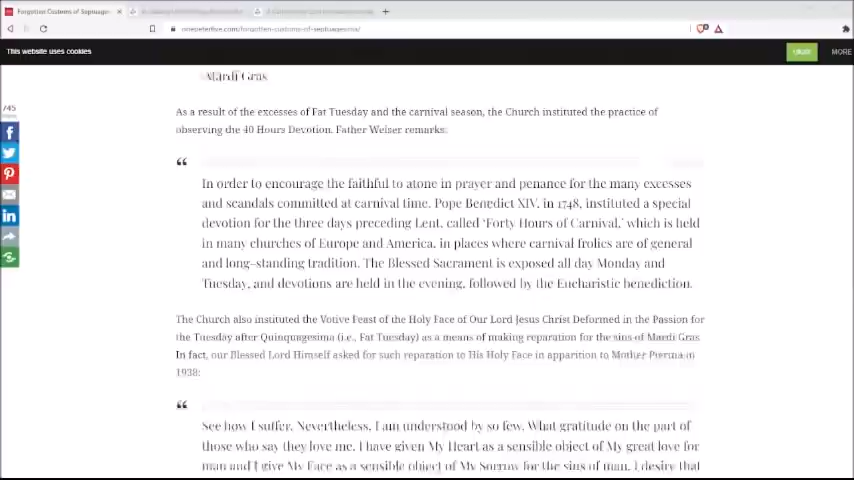 Forgotten Customs of Septuages
onepeterfive.com/forgotten-customs-of-septuagesima/
This website uses cookies
MORE
Mardi Gras
745
As a result of the excesses of Fat Tuesday and the carnival season, the Church instituted the practice of
observing the 40 Hours Devotion. Father Weiser remarks:
“
In order to encourage the faithful to atone in prayer and penance for the many excesses
and scandals committed at carnival time, Pope Benedict XIV, in 1748, instituted a special
devotion for the three days preceding Lent, called ‘Forty Hours of Carnival,’ which is held
in many churches of Europe and America, in places where carnival frolics are of general
and long-standing tradition. The Blessed Sacrament is exposed all day Monday and
Tuesday, and devotions are held in the evening, followed by the Eucharistic benediction.
The Church also instituted the Votive Feast of the Holy Face of Our Lord Jesus Christ Deformed in the Passion for
the Tuesday after Quinquagesima (i.e., Fat Tuesday) as a means of making reparation for the sins of Mardi Gras
In fact, our Blessed Lord Himself asked for such reparation to His Holy Face in apparition to Mother Pierina in
1938:
“
See how I suffer. Nevertheless, I am understood by so few. What gratitude on the part of
those who say they love me. I have given My Heart as a sensible object of My great love for
man and I give My Face as a sensible object of My Sorrow for the sins of man. I desire that